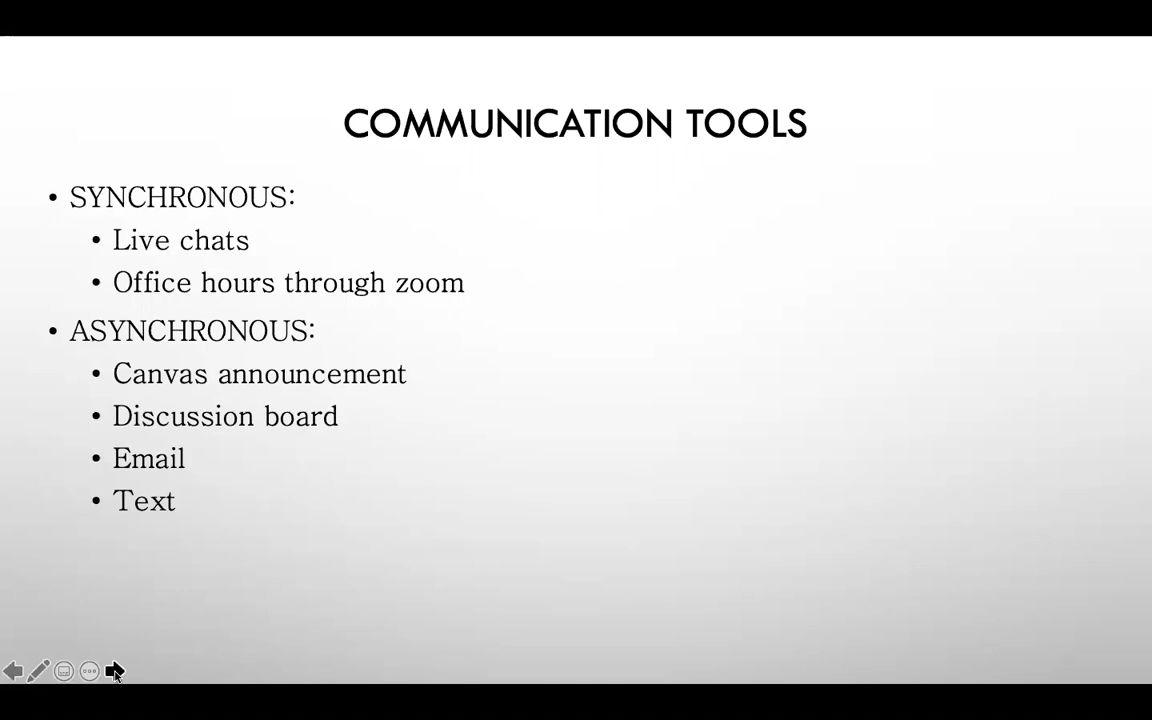 COMMUNICATION TOOLS
• SYNCHRONOUS:
• Live chats
• Office hours through zoom
• ASYNCHRONOUS:
• Canvas announcement
• Discussion board
• Email
• Text